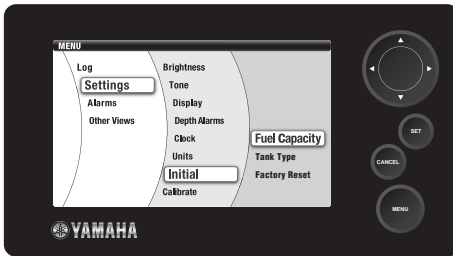 MENU
Log
Settings
Alarms
Other Views
Brightness
Tone
Display
Depth Alarms
Clock
Units
Initial
Calibrate
Fuel Capacity
Tank Type
Factory Reset
SET
CANCEL
MENU
YAMAHA